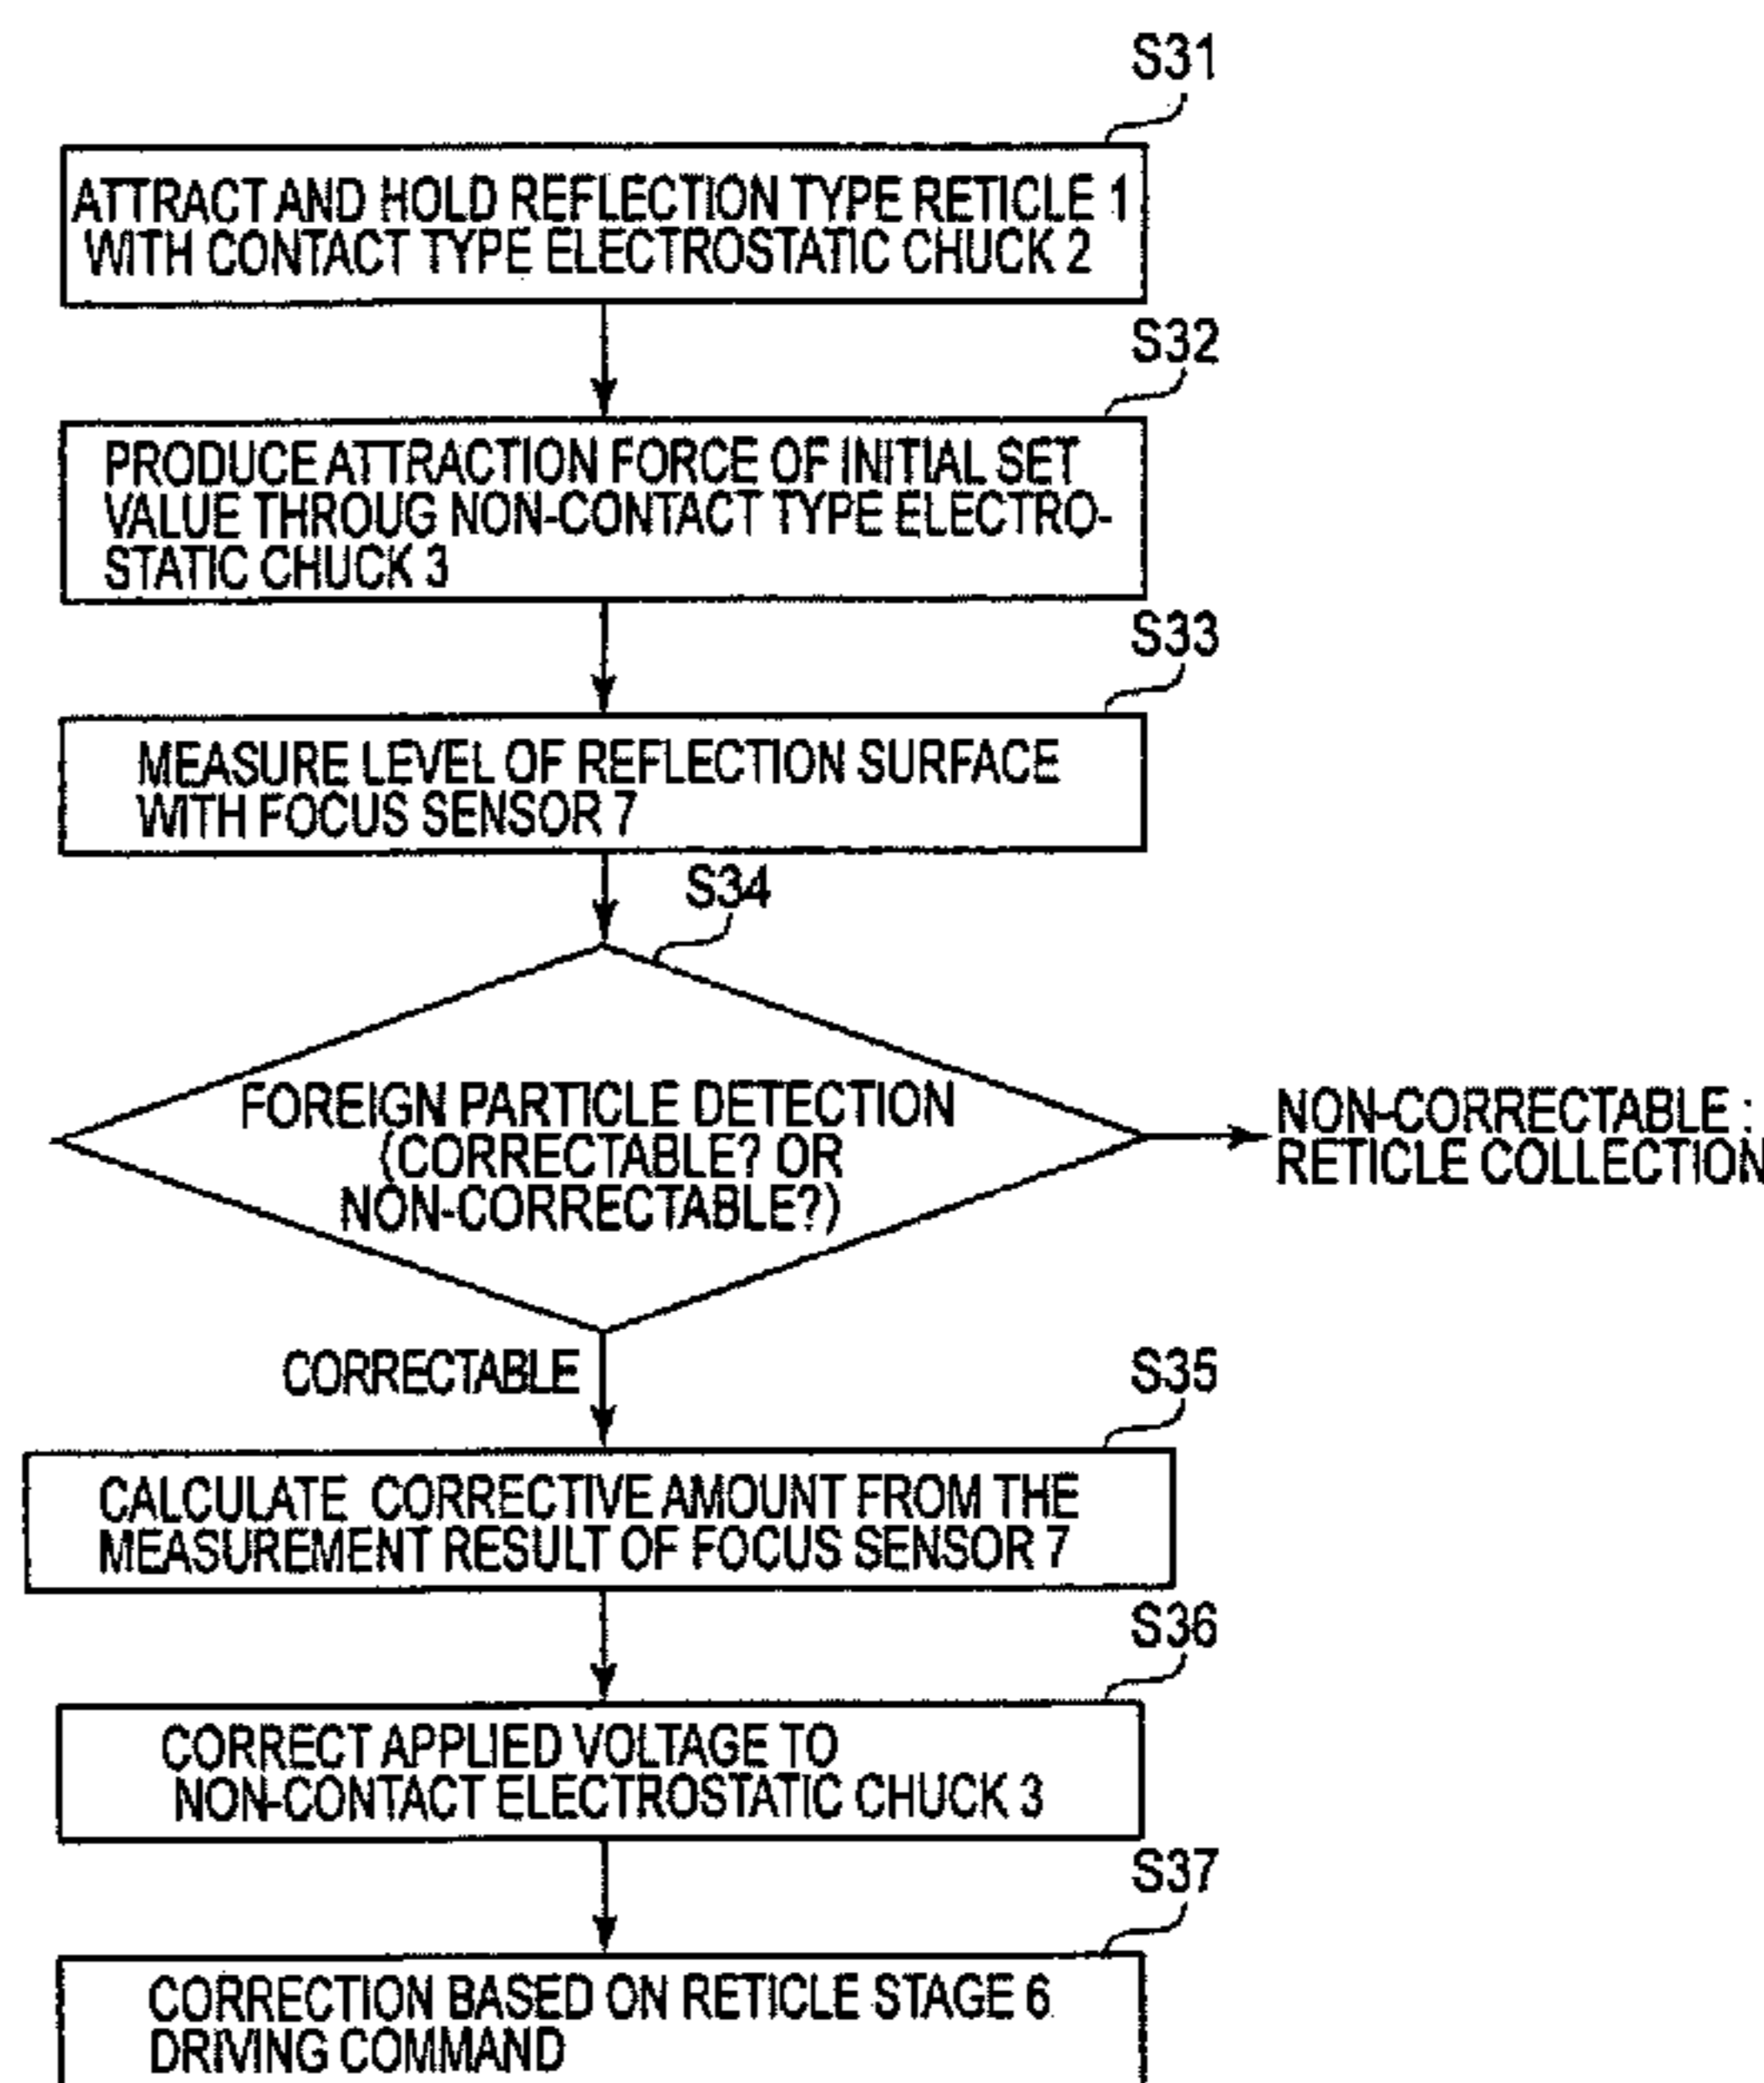 S31
ATTRACT AND HOLD REFLECTION TYPE RETICLE 1
WITH CONTACT TYPE ELECTROSTATIC CHUCK 2
S32
PRODUCE ATTRACTION FORCE OF INITIAL SET
VALUE THROUG NON-CONTACT TYPE ELECTRO-
STATIC CHUCK 3
S33
MEASURE LEVEL OF REFLECTION SURFACE
WITH FOCUS SENSOR 7
S34
FOREIGN PARTICLE DETECTION
(CORRECTABLE? OR
NON-CORRECTABLE?)
NON-CORRECTABLE :
RETICLE COLLECTION
CORRECTABLE
S35
CALCULATE CORRECTIVE AMOUNT FROM THE
MEASUREMENT RESULT OF FOCUS SENSOR 7
S36
CORRECT APPLIED VOLTAGE TO
NON-CONTACT ELECTROSTATIC CHUCK 3
S37
CORRECTION BASED ON RETICLE STAGE 6
DRIVING COMMAND